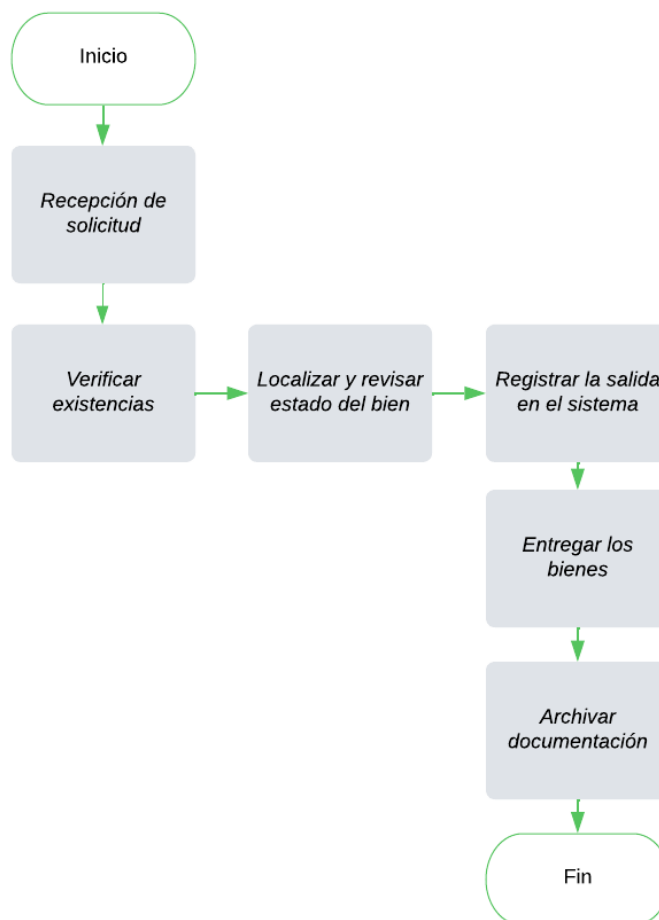 Inicio
Recepción de
solicitud
Verificar
existencias
Localizar y revisar
estado del bien
Registrar la salida
en el sistema
Entregar los
bienes
Archivar
documentación
Fin